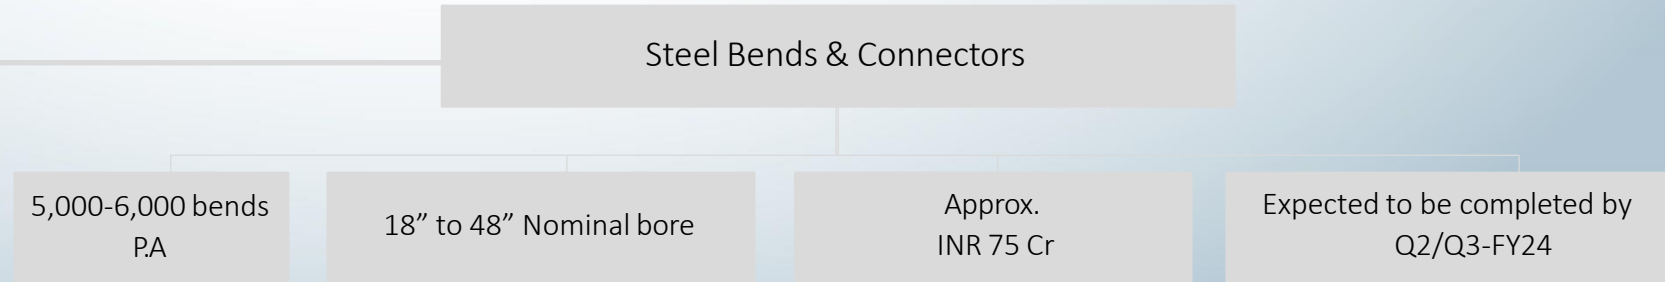 Steel Bends & Connectors
5,000-6,000 bends
P.A
18” to 48” Nominal bore
Approx.
INR 75 Cr
Expected to be completed by
Q2/Q3-FY24